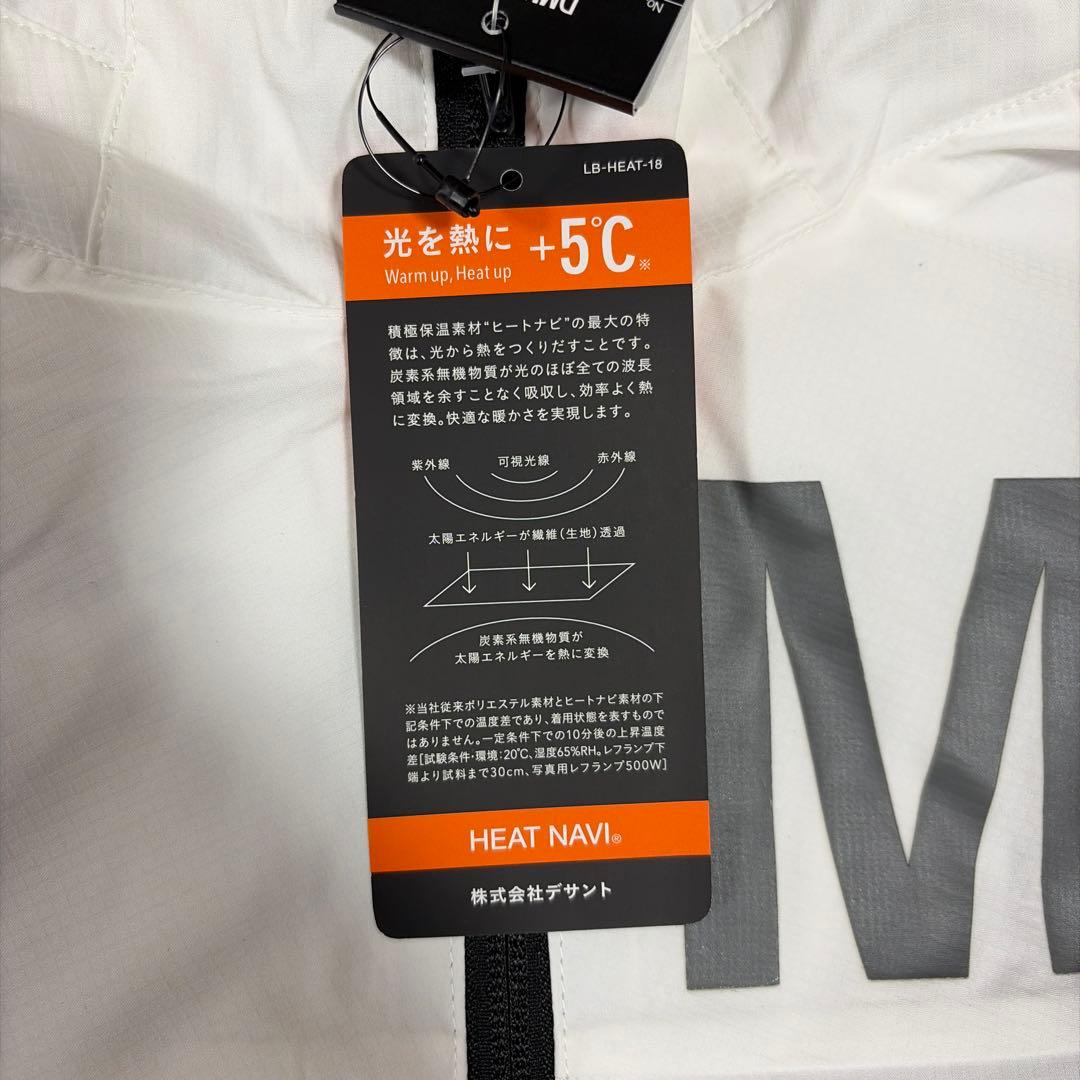 No.
LB-HEAT-18
光を熱に +5℃※
Warm up, Heat up
積極保温素材“ヒートナビ”の最大の特
徴は、光から熱をつくりだすことです。
炭素系無機物質が光のほぼ全ての波長
領域を余すことなく吸収し、効率よく熱
に変換。快適な暖かさを実現します。
紫外線 可視光線 赤外線
太陽エネルギーが繊維（生地）透過
炭素系無機物質が
太陽エネルギーを熱に変換
※当社従来ポリエステル素材とヒートナビ素材の下
記条件下での温度差であり、着用状態を表すもので
はありません。一定条件下での10分後の上昇温度
差[試験条件・環境：20℃、湿度65%RH。レフランプ下
端より試料まで30cm、写真用レフランプ500W]
HEAT NAVI®
株式会社デサント
M